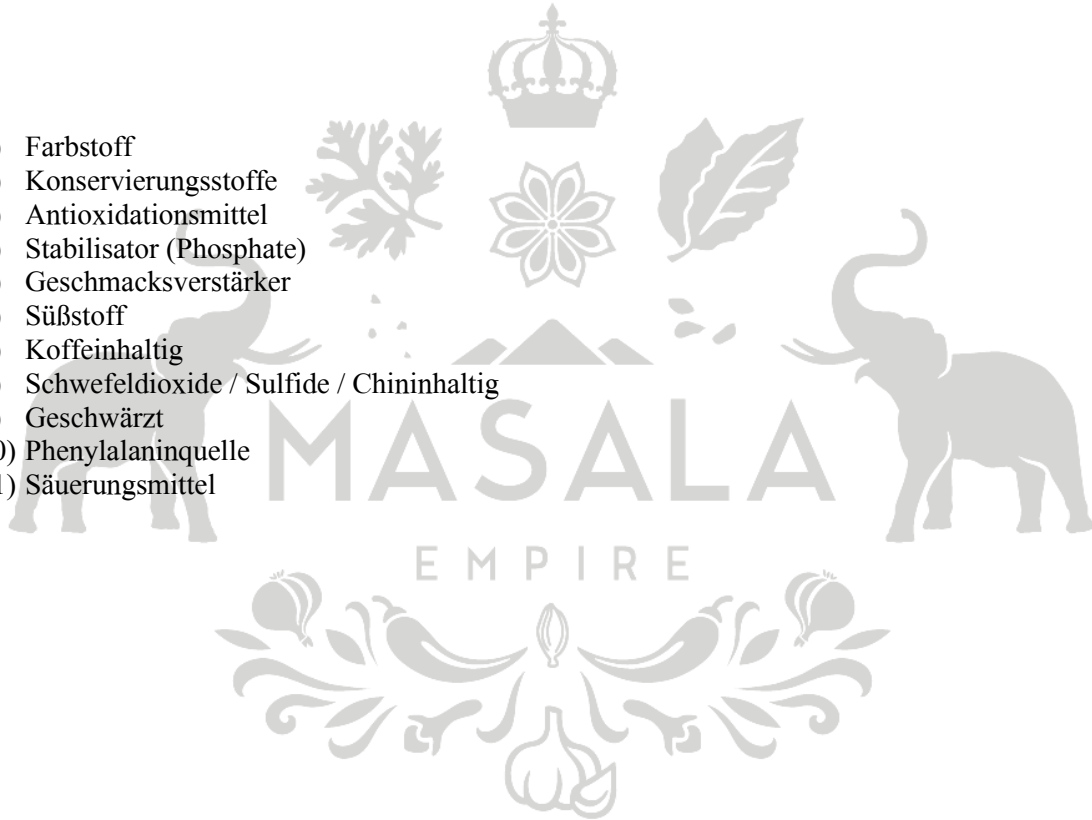 ) Farbstoff
) Konservierungsstoffe
) Antioxidationsmittel
) Stabilisator (Phosphate)
) Geschmacksverstärker
) Süßstoff
) Koffeinhaltig
) Schwefeldioxide / Sulfide / Chininhaltig
) Geschwärzt
0) Phenylalaninquelle
1) Säuerungsmittel
MASALA
EMPIRE